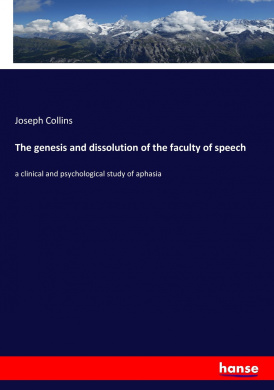 Joseph Collins
The genesis and dissolution of the faculty of speech
a clinical and psychological study of aphasia
hanse